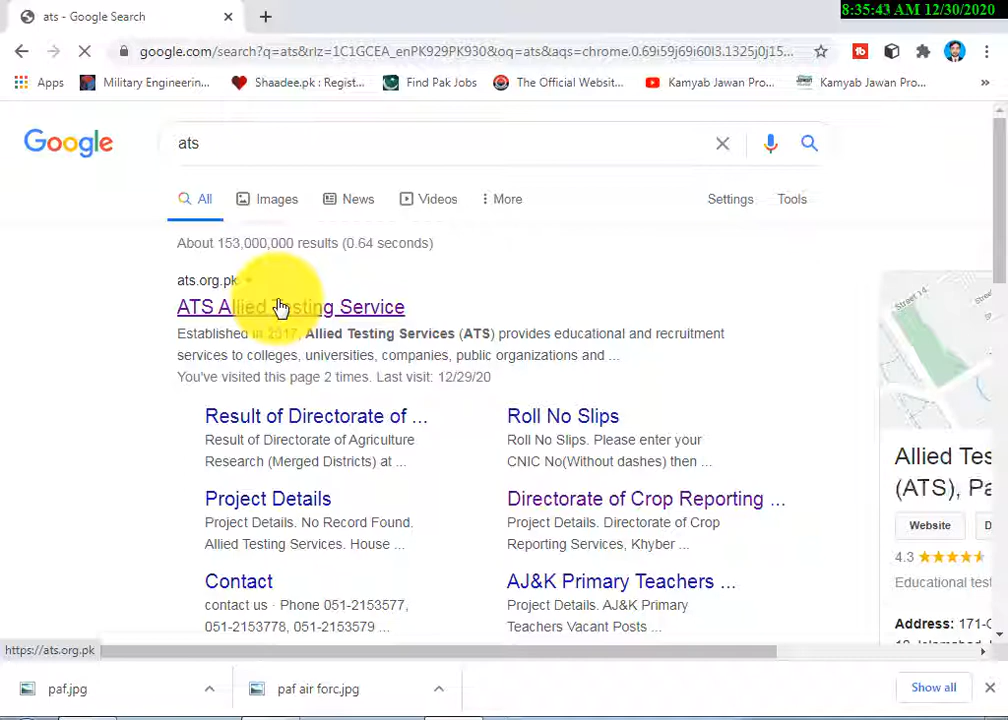 8:35:43 AM 12/30/2020
ats - Google Search
google.com/search?q=ats&rlz=1C1GCEA_enPK929PK930&oq=ats&aqs=chrome.0.69i59j69i60l3.1325j0j15...
Apps
Military Engineerin...
Shaadee.pk : Regist...
Find Pak Jobs
The Official Websit...
Kamyab Jawan Pro...
Kamyab Jawan Pro...
Google
ats
All
Images
News
Videos
More
Settings
Tools
About 153,000,000 results (0.64 seconds)
ats.org.pk
ATS Allied Testing Service
Established in 2017, Allied Testing Services (ATS) provides educational and recruitment
services to colleges, universities, companies, public organizations and ...
You've visited this page 2 times. Last visit: 12/29/20
Result of Directorate of ...
Result of Directorate of Agriculture
Research (Merged Districts) at ...
Roll No Slips
Roll No Slips. Please enter your
CNIC No(Without dashes) then ...
Project Details
Project Details. No Record Found.
Allied Testing Services. House ...
Directorate of Crop Reporting ...
Project Details. Directorate of Crop
Reporting Services, Khyber ...
Contact
contact us · Phone 051-2153577,
051-2153778, 051-2153579 ...
AJ&K Primary Teachers ...
Project Details. AJ&K Primary
Teachers Vacant Posts ...
Street 14
Allied Tes
(ATS), Pa
Website
D
4.3
Educational test
Address: 171-C
https://ats.org.pk
paf.jpg
paf air forc.jpg
Show all